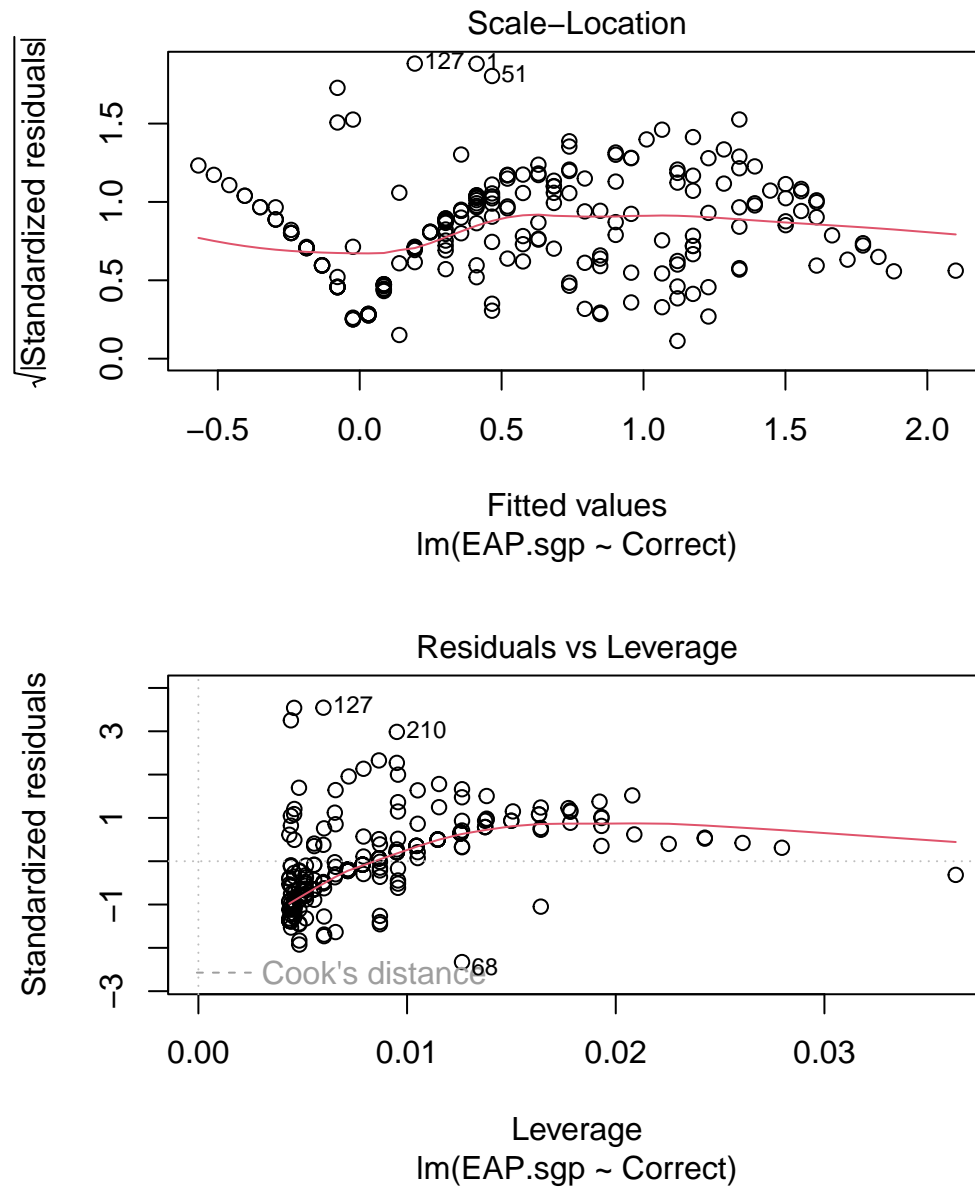 Scale−Location
√|Standardized residuals|
0.0 0.5 1.0 1.5
127 1
51
−0.5 0.0 0.5 1.0 1.5 2.0
Fitted values
lm(EAP.sgp ~ Correct)
Residuals vs Leverage
Standardized residuals
−3 −1 1 3
127
210
68
Cook's distance
0.00 0.01 0.02 0.03
Leverage
lm(EAP.sgp ~ Correct)